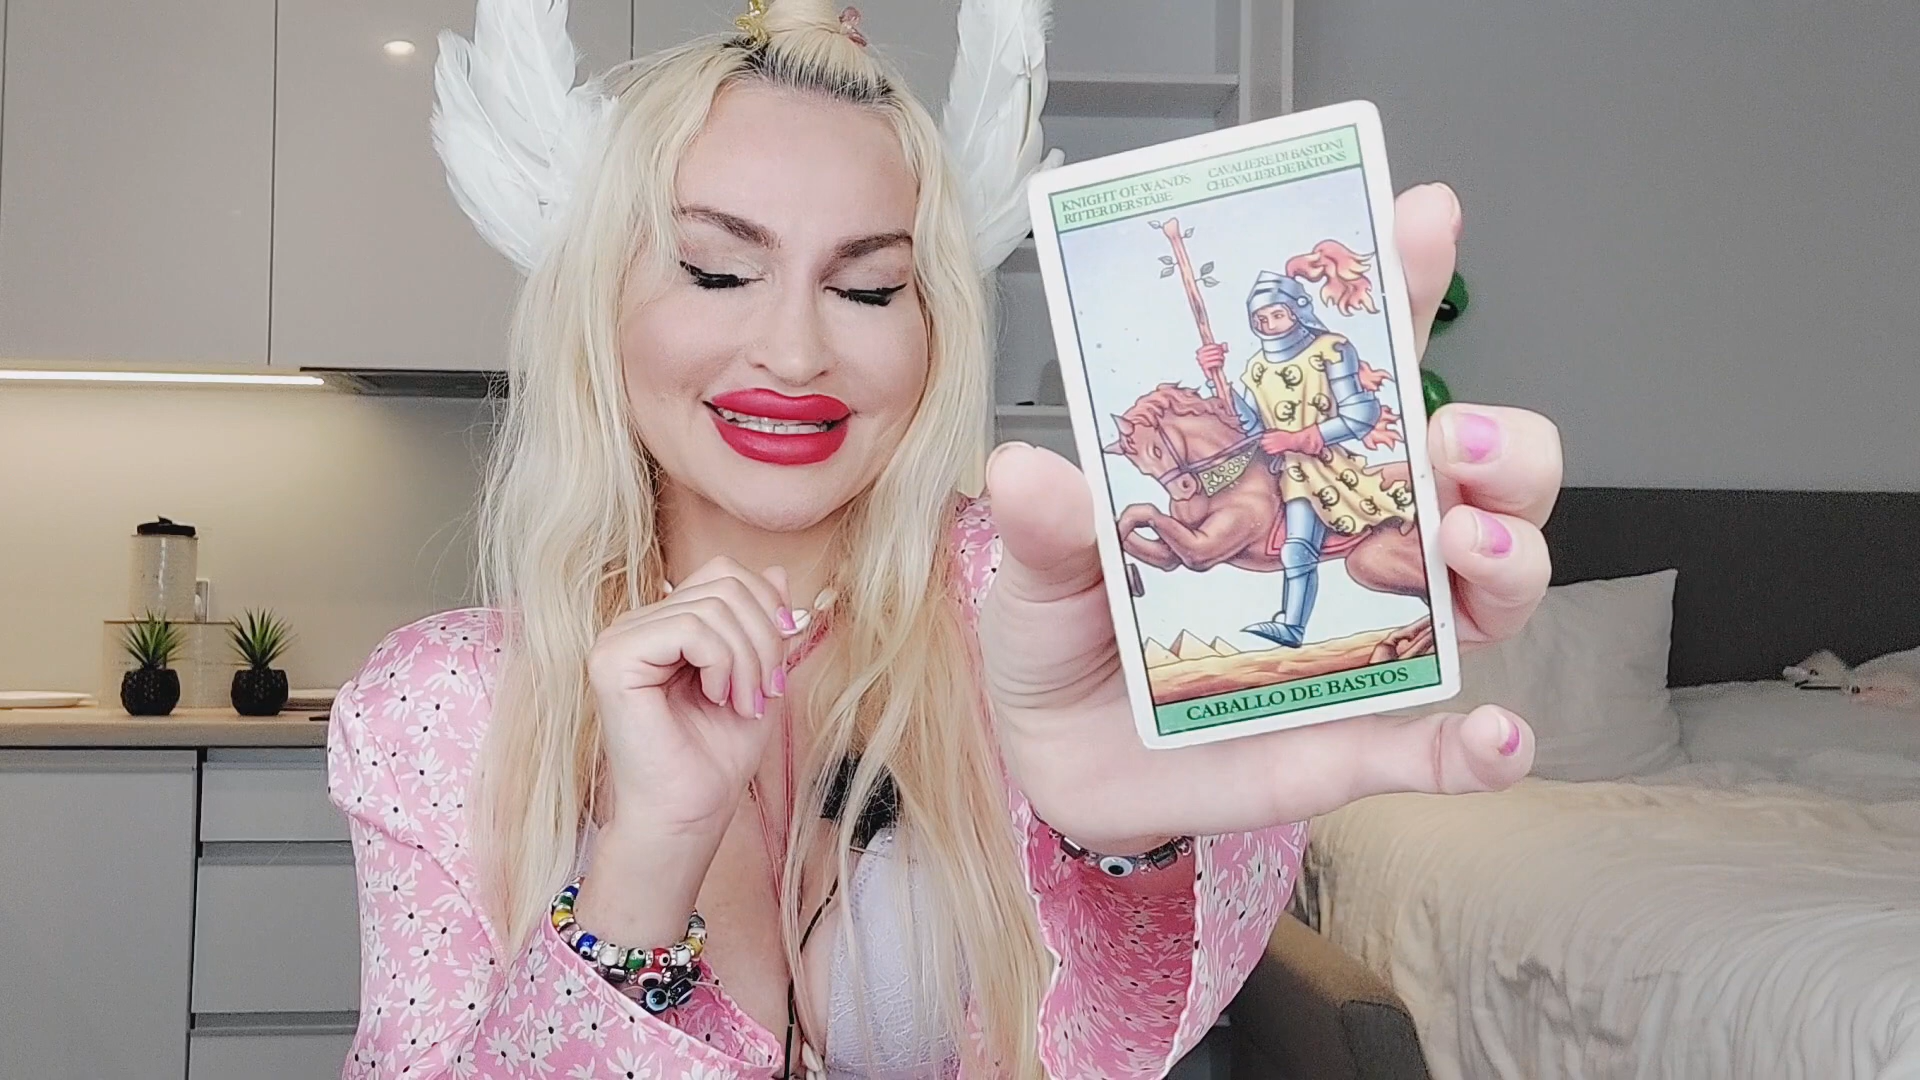 KNIGHT OF WANDS
RITTER DER STÄBE
CAVALIERE DI BASTONI
CHEVALIER DE BÂTONS
CABALLO DE BASTOS